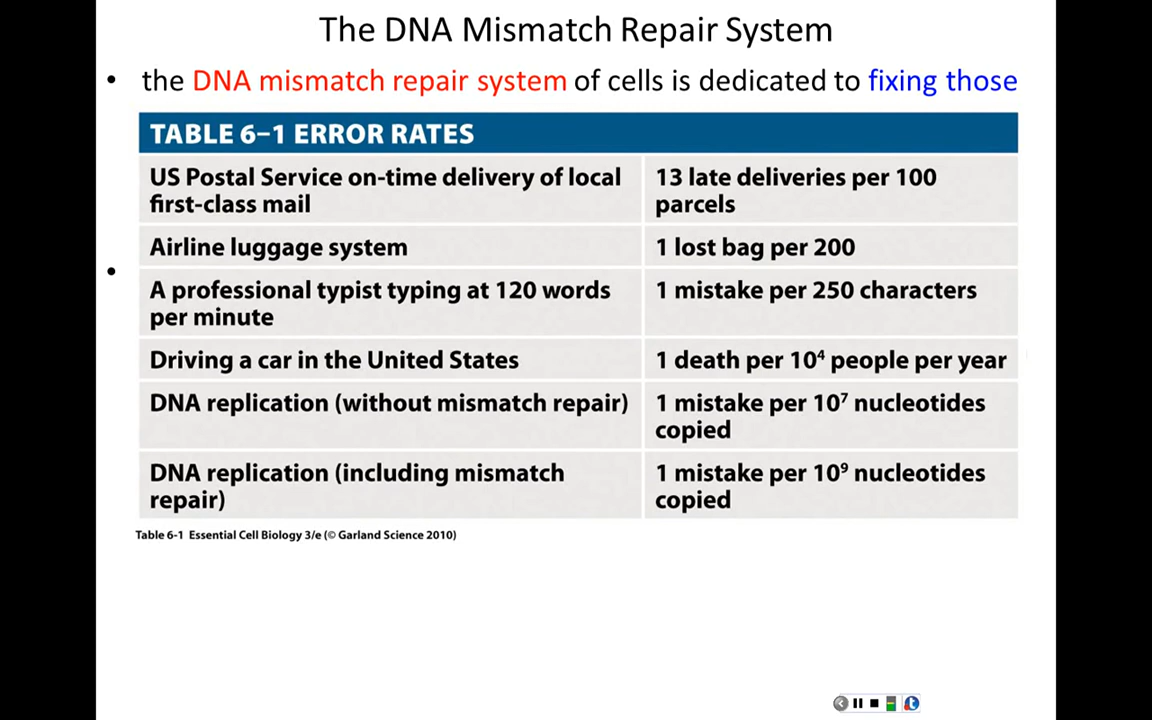 The DNA Mismatch Repair System
• the DNA mismatch repair system of cells is dedicated to fixing those
TABLE 6–1 ERROR RATES
US Postal Service on-time delivery of local first-class mail
13 late deliveries per 100 parcels
Airline luggage system
1 lost bag per 200
•
A professional typist typing at 120 words per minute
1 mistake per 250 characters
Driving a car in the United States
1 death per 10⁴ people per year
DNA replication (without mismatch repair)
1 mistake per 10⁷ nucleotides copied
DNA replication (including mismatch repair)
1 mistake per 10⁹ nucleotides copied
Table 6-1 Essential Cell Biology 3/e (© Garland Science 2010)